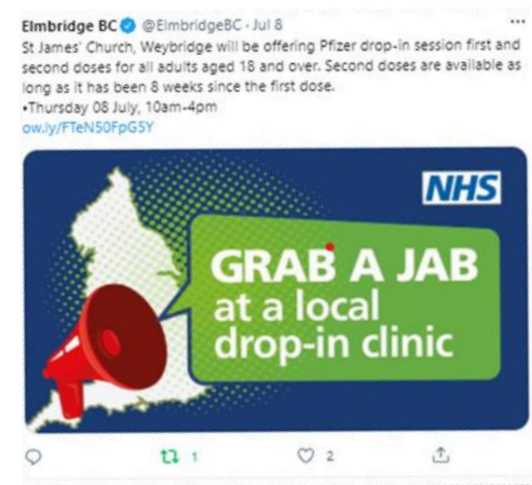 Elmbridge BC @ElmbridgeBC · Jul 8
St James' Church, Weybridge will be offering Pfizer drop-in session first and
second doses for all adults aged 18 and over. Second doses are available as
long as it has been 8 weeks since the first dose.
•Thursday 08 July, 10am-4pm
ow.ly/FTeN50FpG5Y
NHS
GRAB A JAB
at a local
drop-in clinic
1 2